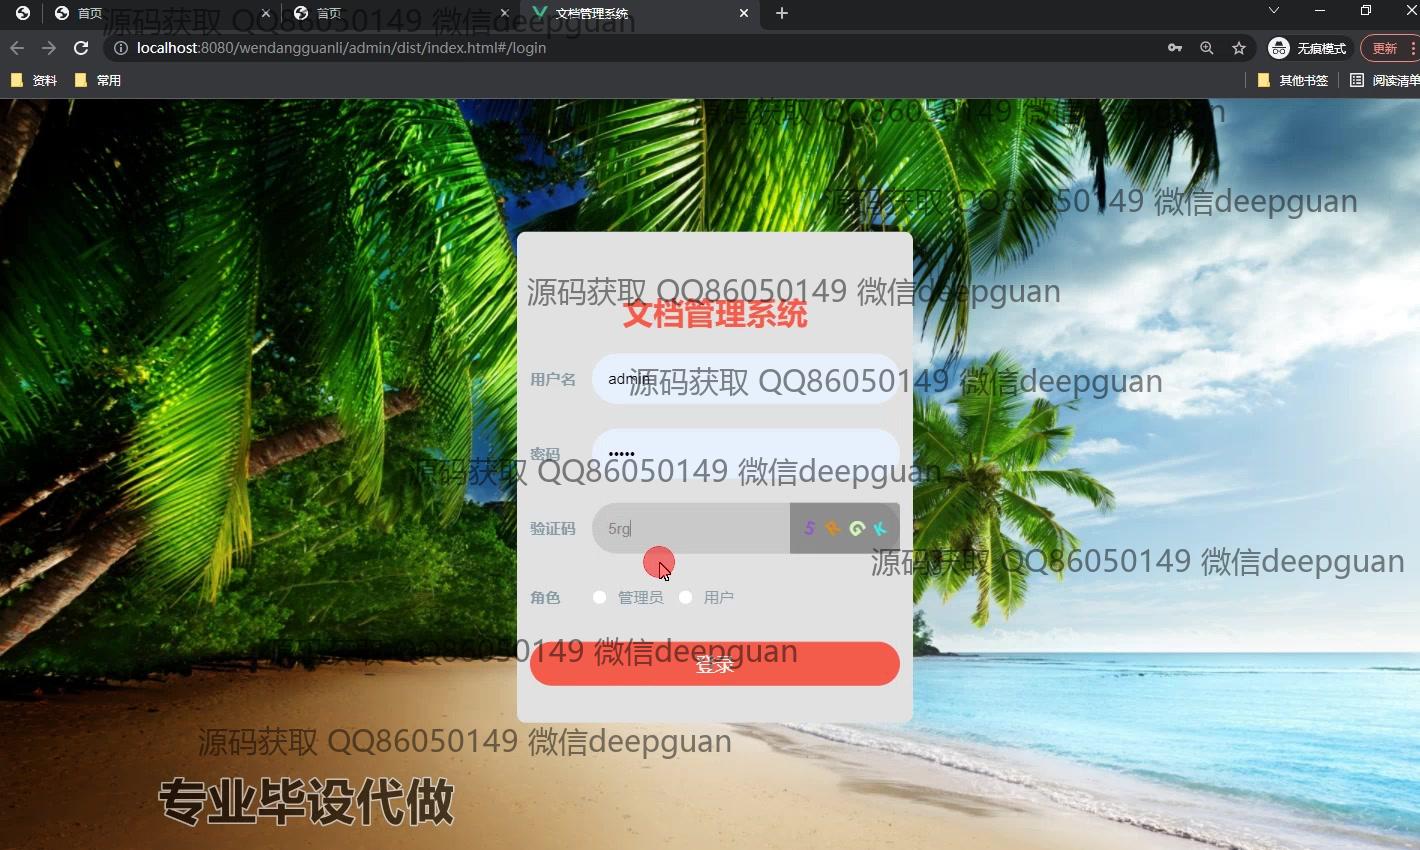 首页
首页
文档管理系统
源码获取 QQ86050149 微信deepguan
localhost:8080/wendangguanli/admin/dist/index.html#/login
无痕模式
更新
资料
常用
其他书签
阅读清单
源码获取 QQ86050149 微信deepguan
源码获取 QQ86050149 微信deepguan
源码获取 QQ86050149 微信deepguan
文档管理系统
用户名
admin
源码获取 QQ86050149 微信deepguan
密码
•••••
源码获取 QQ86050149 微信deepguan
验证码
5rg
5 R G K
源码获取 QQ86050149 微信deepguan
角色
管理员
用户
源码获取 QQ86050149 微信deepguan
登录
源码获取 QQ86050149 微信deepguan
专业毕设代做